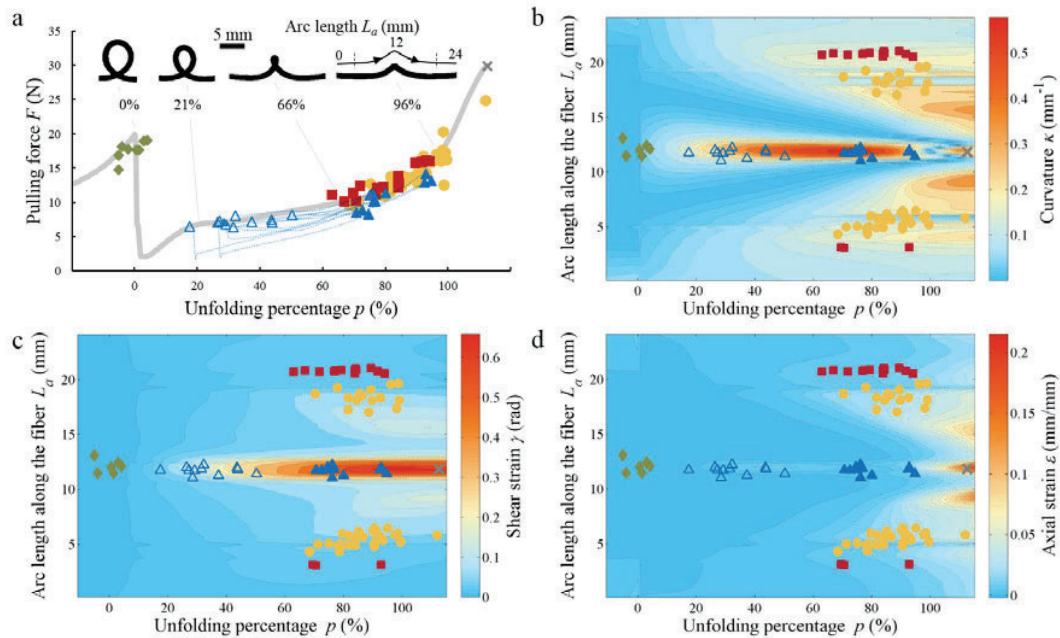 a
Pulling force F (N)
35
30
25
20
15
10
5
0
5 mm
Arc length L_a (mm)
0 12 24
0% 21% 66% 96%
0 20 40 60 80 100
Unfolding percentage p (%)
b
Arc length along the fiber L_a (mm)
20
15
10
5
0 20 40 60 80 100
Unfolding percentage p (%)
0.5
0.4
0.3
0.2
0.1
Curvature κ (mm⁻¹)
c
Arc length along the fiber L_a (mm)
20
15
10
5
0 20 40 60 80 100
Unfolding percentage p (%)
0.6
0.5
0.4
0.3
0.2
0.1
0
Shear strain γ (rad)
d
Arc length along the fiber L_a (mm)
20
15
10
5
0 20 40 60 80 100
Unfolding percentage p (%)
0.2
0.15
0.1
0.05
0
Axial strain ε (mm/mm)